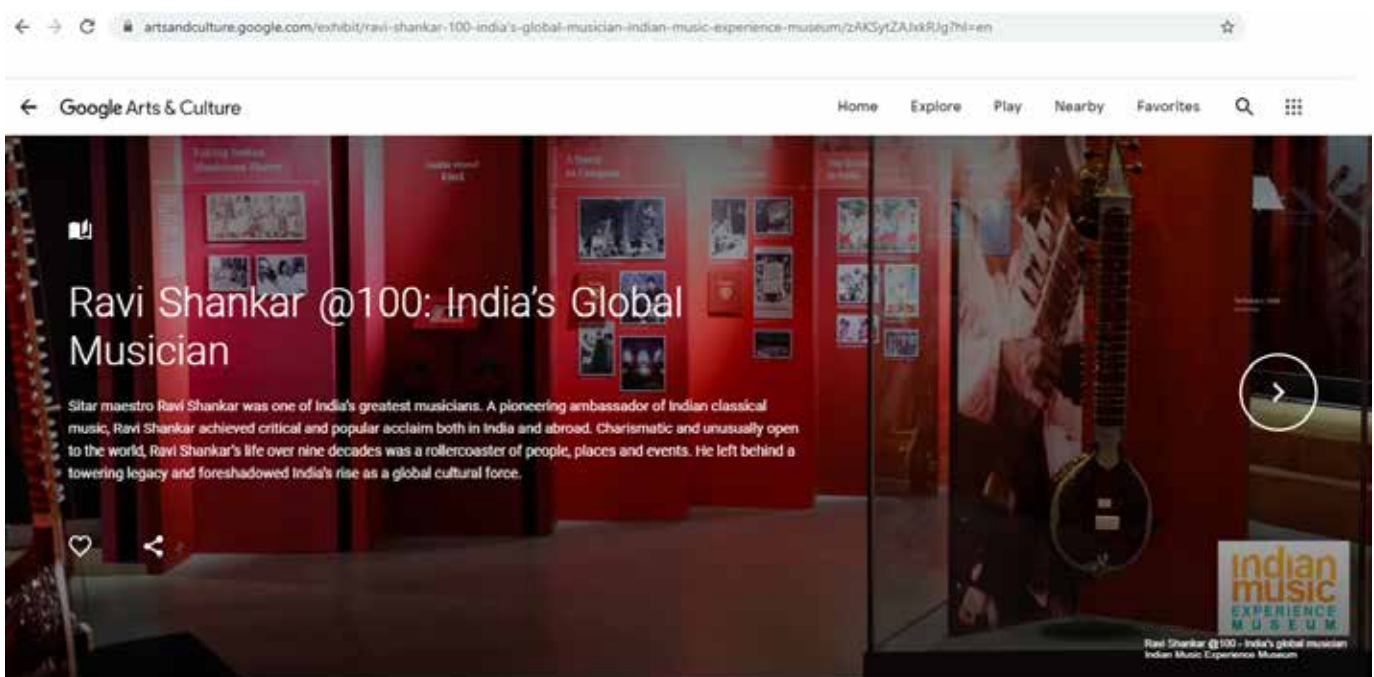 artsandculture.google.com/exhibit/ravi-shankar-100-india's-global-musician-indian-music-experience-museum/zAKSytZAJxkRJg?hl=en
Google Arts & Culture
Home Explore Play Nearby Favorites
Ravi Shankar @100: India's Global
Musician
Sitar maestro Ravi Shankar was one of India's greatest musicians. A pioneering ambassador of Indian classical
music, Ravi Shankar achieved critical and popular acclaim both in India and abroad. Charismatic and unusually open
to the world, Ravi Shankar's life over nine decades was a rollercoaster of people, places and events. He left behind a
towering legacy and foreshadowed India's rise as a global cultural force.
indian
music
EXPERIENCE
MUSEUM
Ravi Shankar @100 - India's global musician
Indian Music Experience Museum